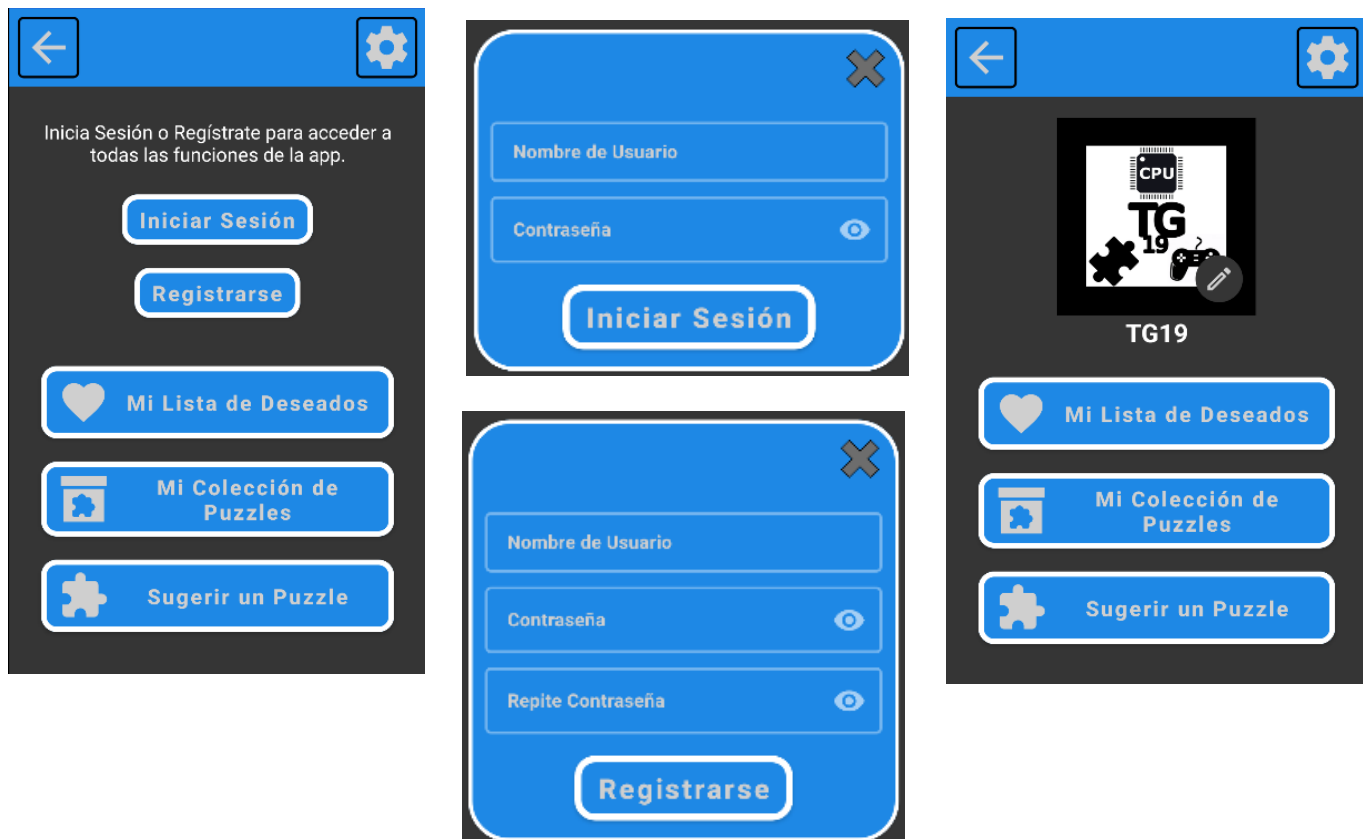 Inicia Sesión o Regístrate para acceder a
todas las funciones de la app.
Iniciar Sesión
Registrarse
Mi Lista de Deseados
Mi Colección de
Puzzles
Sugerir un Puzzle
Nombre de Usuario
Contraseña
Iniciar Sesión
Nombre de Usuario
Contraseña
Repite Contraseña
Registrarse
CPU
TG
19
TG19
Mi Lista de Deseados
Mi Colección de
Puzzles
Sugerir un Puzzle